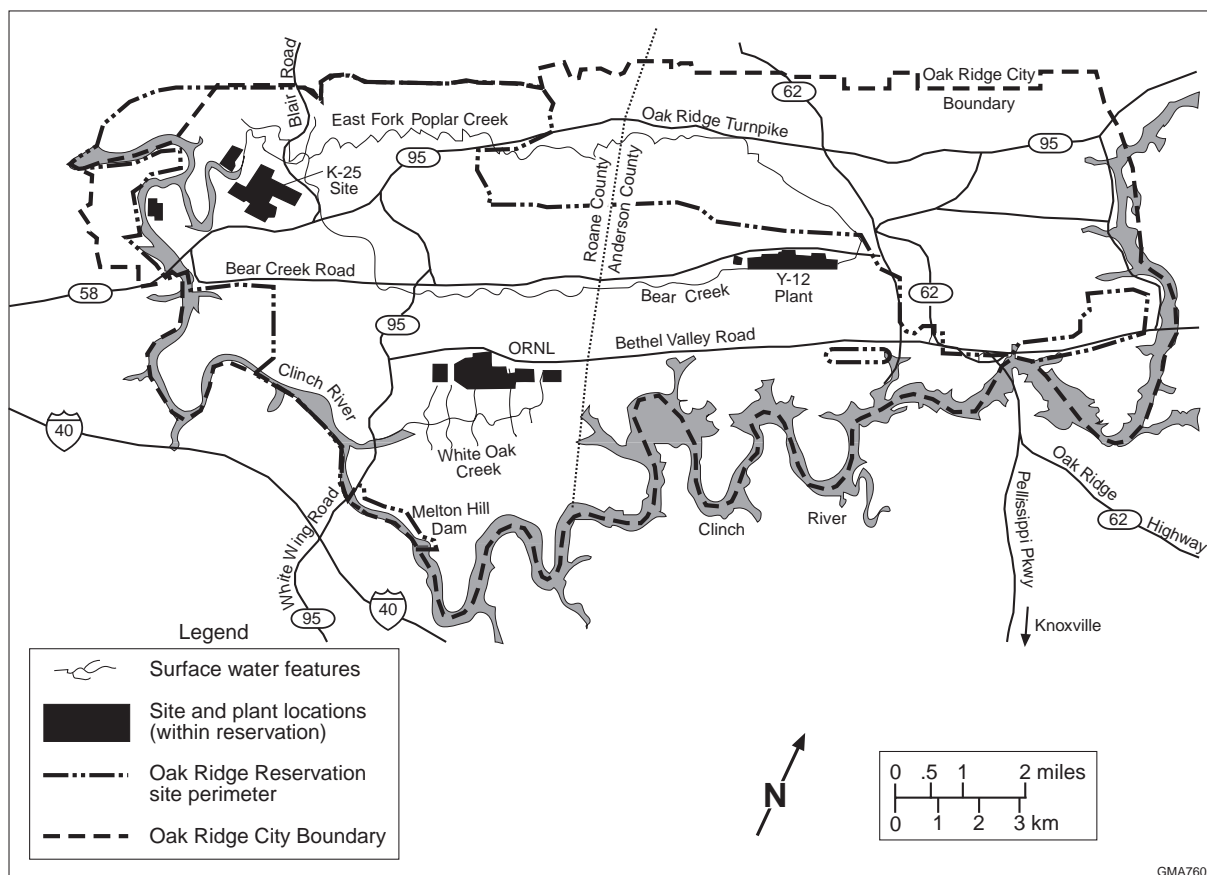 Blair Road
62
Oak Ridge City
Boundary
East Fork Poplar Creek
Oak Ridge Turnpike
95
95
K-25
Site
Roane County
Anderson County
Bear Creek Road
58
Bear Creek
Y-12
Plant
62
95
ORNL
Bethel Valley Road
Clinch River
40
White Oak
Creek
Melton Hill
Dam
Clinch
River
White Wing Road
Pellissippi Pkwy
Oak Ridge
62
Highway
95
40
Knoxville
Legend
Surface water features
Site and plant locations
(within reservation)
Oak Ridge Reservation
site perimeter
Oak Ridge City Boundary
N
0 .5 1 2 miles
0 1 2 3 km
GMA760